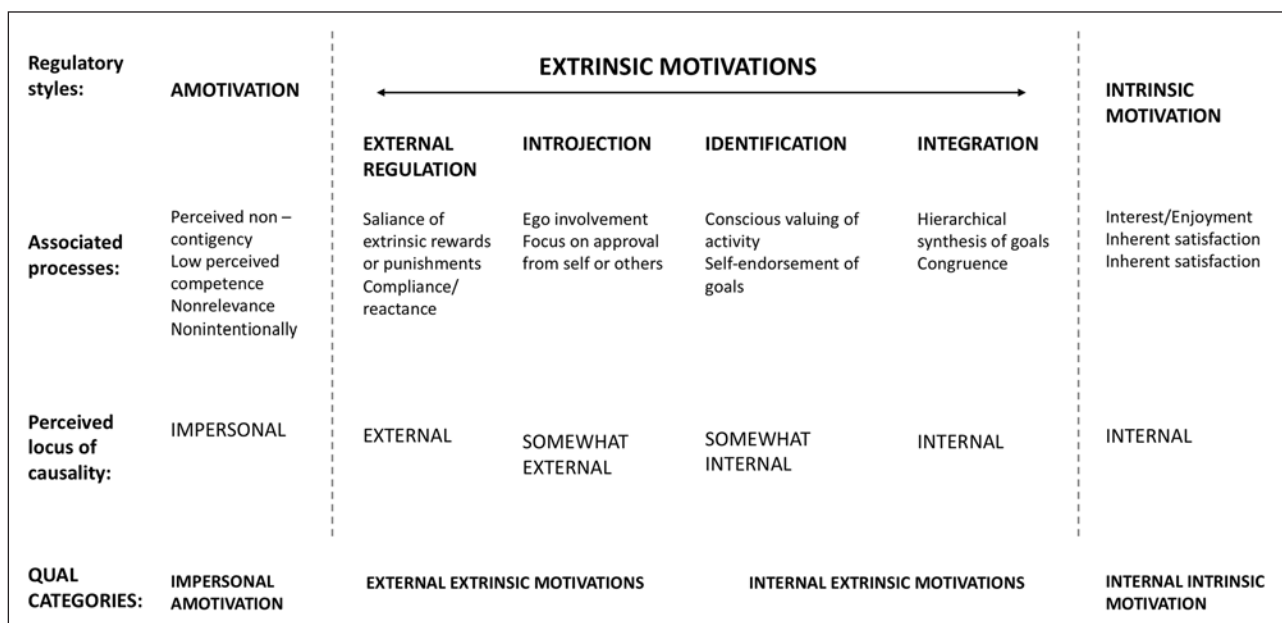 Regulatory
styles:
AMOTIVATION
EXTRINSIC MOTIVATIONS
INTRINSIC
MOTIVATION
EXTERNAL
REGULATION
INTROJECTION
IDENTIFICATION
INTEGRATION
Associated
processes:
Perceived non –
contigency
Low perceived
competence
Nonrelevance
Nonintentionally
Saliance of
extrinsic rewards
or punishments
Compliance/
reactance
Ego involvement
Focus on approval
from self or others
Conscious valuing of
activity
Self-endorsement of
goals
Hierarchical
synthesis of goals
Congruence
Interest/Enjoyment
Inherent satisfaction
Inherent satisfaction
Perceived
locus of
causality:
IMPERSONAL
EXTERNAL
SOMEWHAT
EXTERNAL
SOMEWHAT
INTERNAL
INTERNAL
INTERNAL
QUAL
CATEGORIES:
IMPERSONAL
AMOTIVATION
EXTERNAL EXTRINSIC MOTIVATIONS
INTERNAL EXTRINSIC MOTIVATIONS
INTERNAL INTRINSIC
MOTIVATION